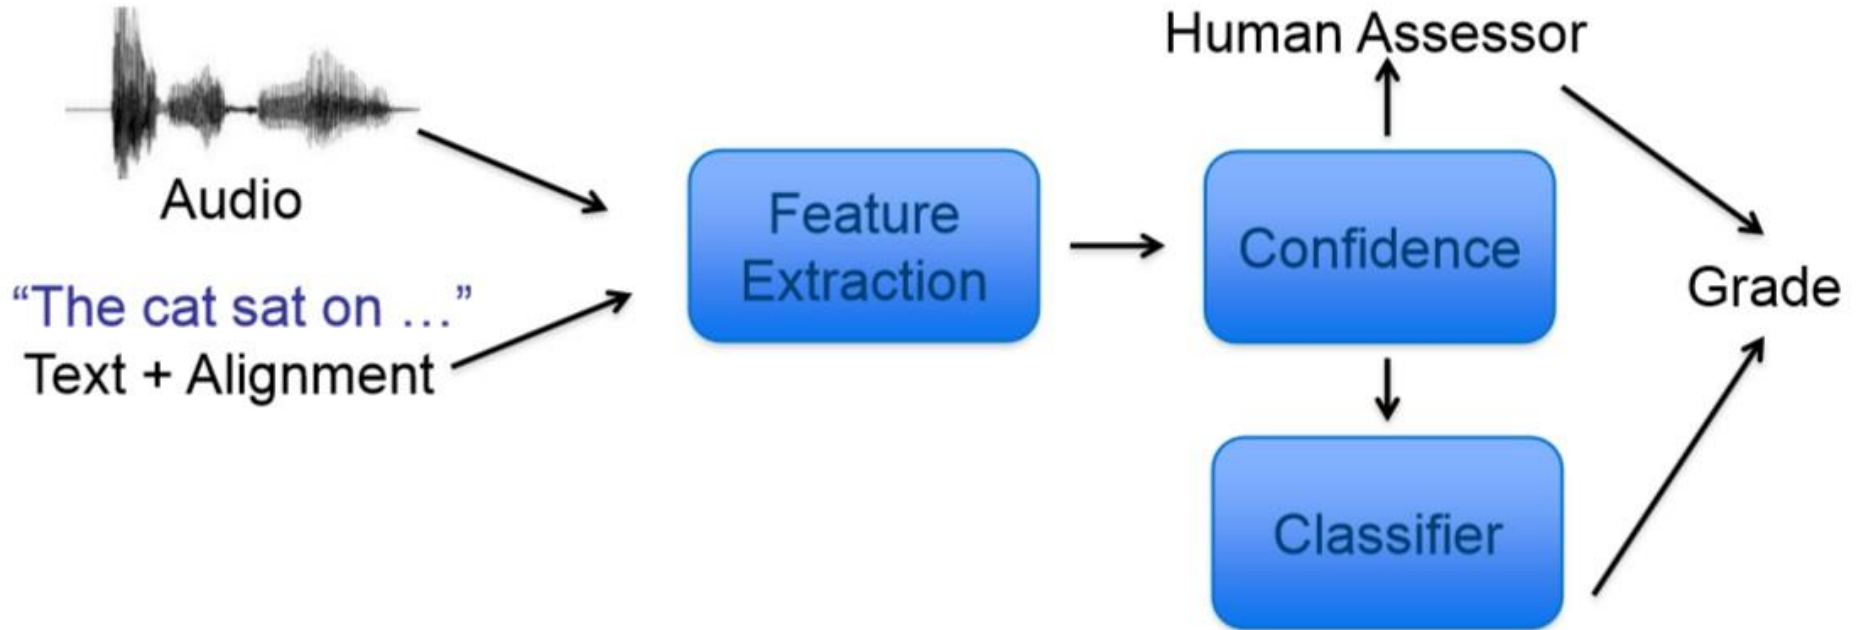 Audio
“The cat sat on …”
Text + Alignment
Feature
Extraction
Human Assessor
Confidence
Classifier
Grade